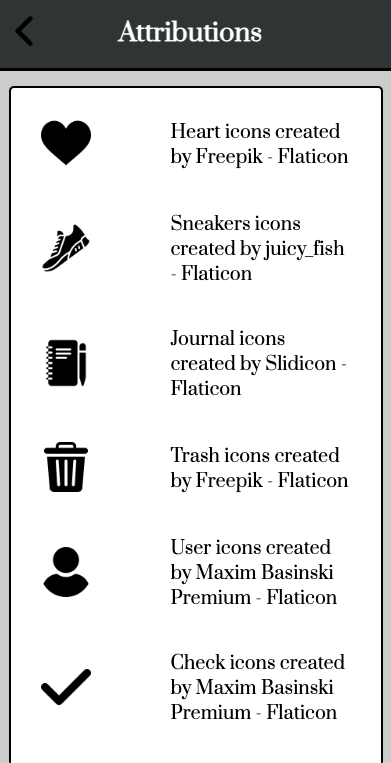 Attributions
Heart icons created
by Freepik - Flaticon
Sneakers icons
created by juicy_fish
- Flaticon
Journal icons
created by Slidicon -
Flaticon
Trash icons created
by Freepik - Flaticon
User icons created
by Maxim Basinski
Premium - Flaticon
Check icons created
by Maxim Basinski
Premium - Flaticon